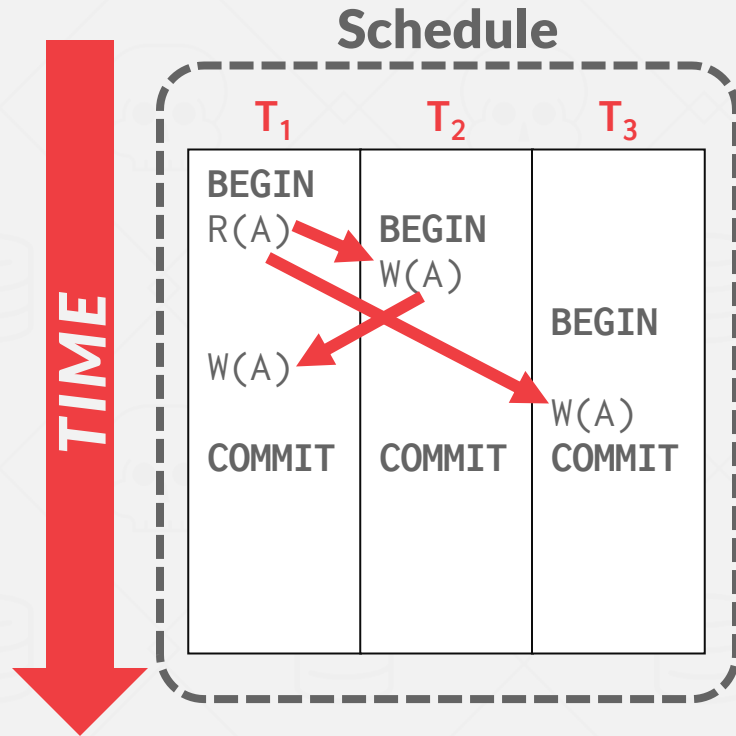 Schedule
TIME
T₁ T₂ T₃
BEGIN
R(A) BEGIN
W(A)
BEGIN
W(A)
W(A)
COMMIT COMMIT COMMIT